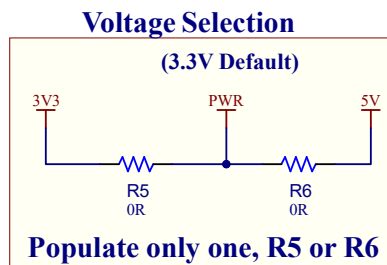 Voltage Selection
(3.3V Default)
3V3 PWR 5V
R5 R6
0R 0R
Populate only one, R5 or R6